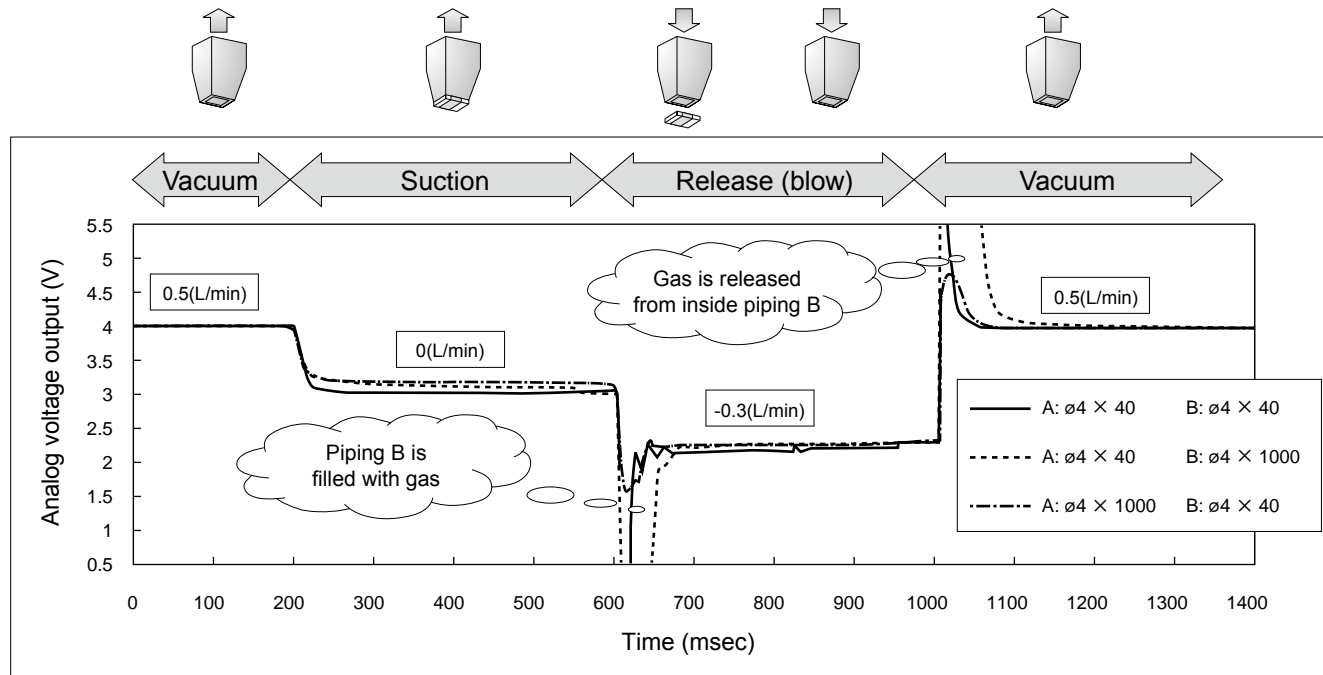 Vacuum Suction Release (blow) Vacuum
5.5
5
4.5
4
3.5
3
2.5
2
1.5
1
0.5
Analog voltage output (V)
0.5(L/min)
0(L/min)
Gas is released
from inside piping B
0.5(L/min)
-0.3(L/min)
Piping B is
filled with gas
A: ø4 × 40 B: ø4 × 40
A: ø4 × 40 B: ø4 × 1000
A: ø4 × 1000 B: ø4 × 40
0 100 200 300 400 500 600 700 800 900 1000 1100 1200 1300 1400
Time (msec)